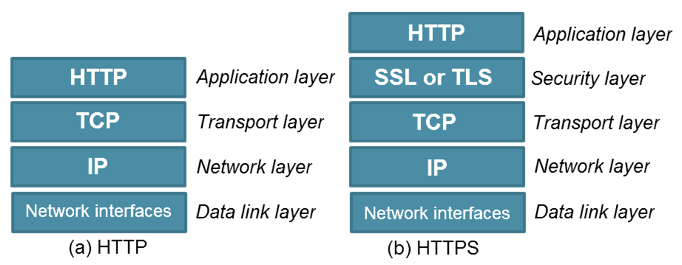 HTTP Application layer
HTTP Application layer
SSL or TLS Security layer
TCP Transport layer
TCP Transport layer
IP Network layer
IP Network layer
Network interfaces Data link layer
Network interfaces Data link layer
(a) HTTP
(b) HTTPS